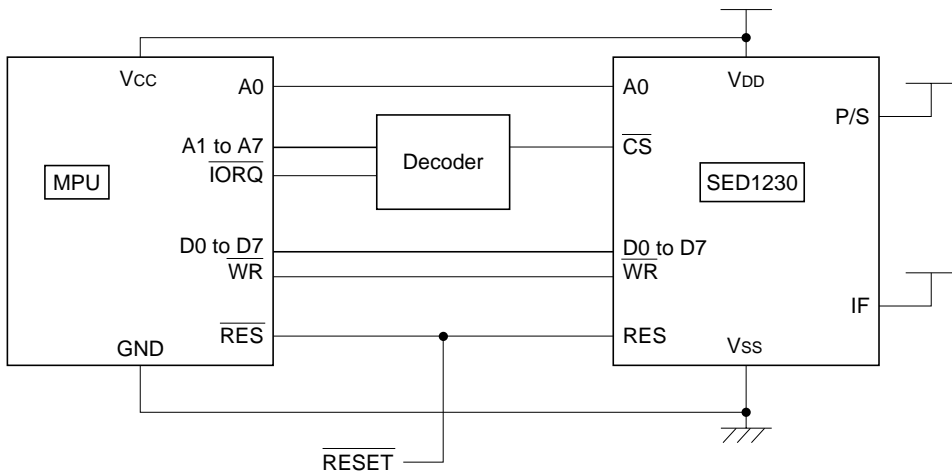 VCC
VDD
A0
A0
P/S
A1 to A7
Decoder
CS
MPU
IORQ
SED1230
D0 to D7
D0 to D7
WR
WR
IF
RES
RES
GND
VSS
RESET